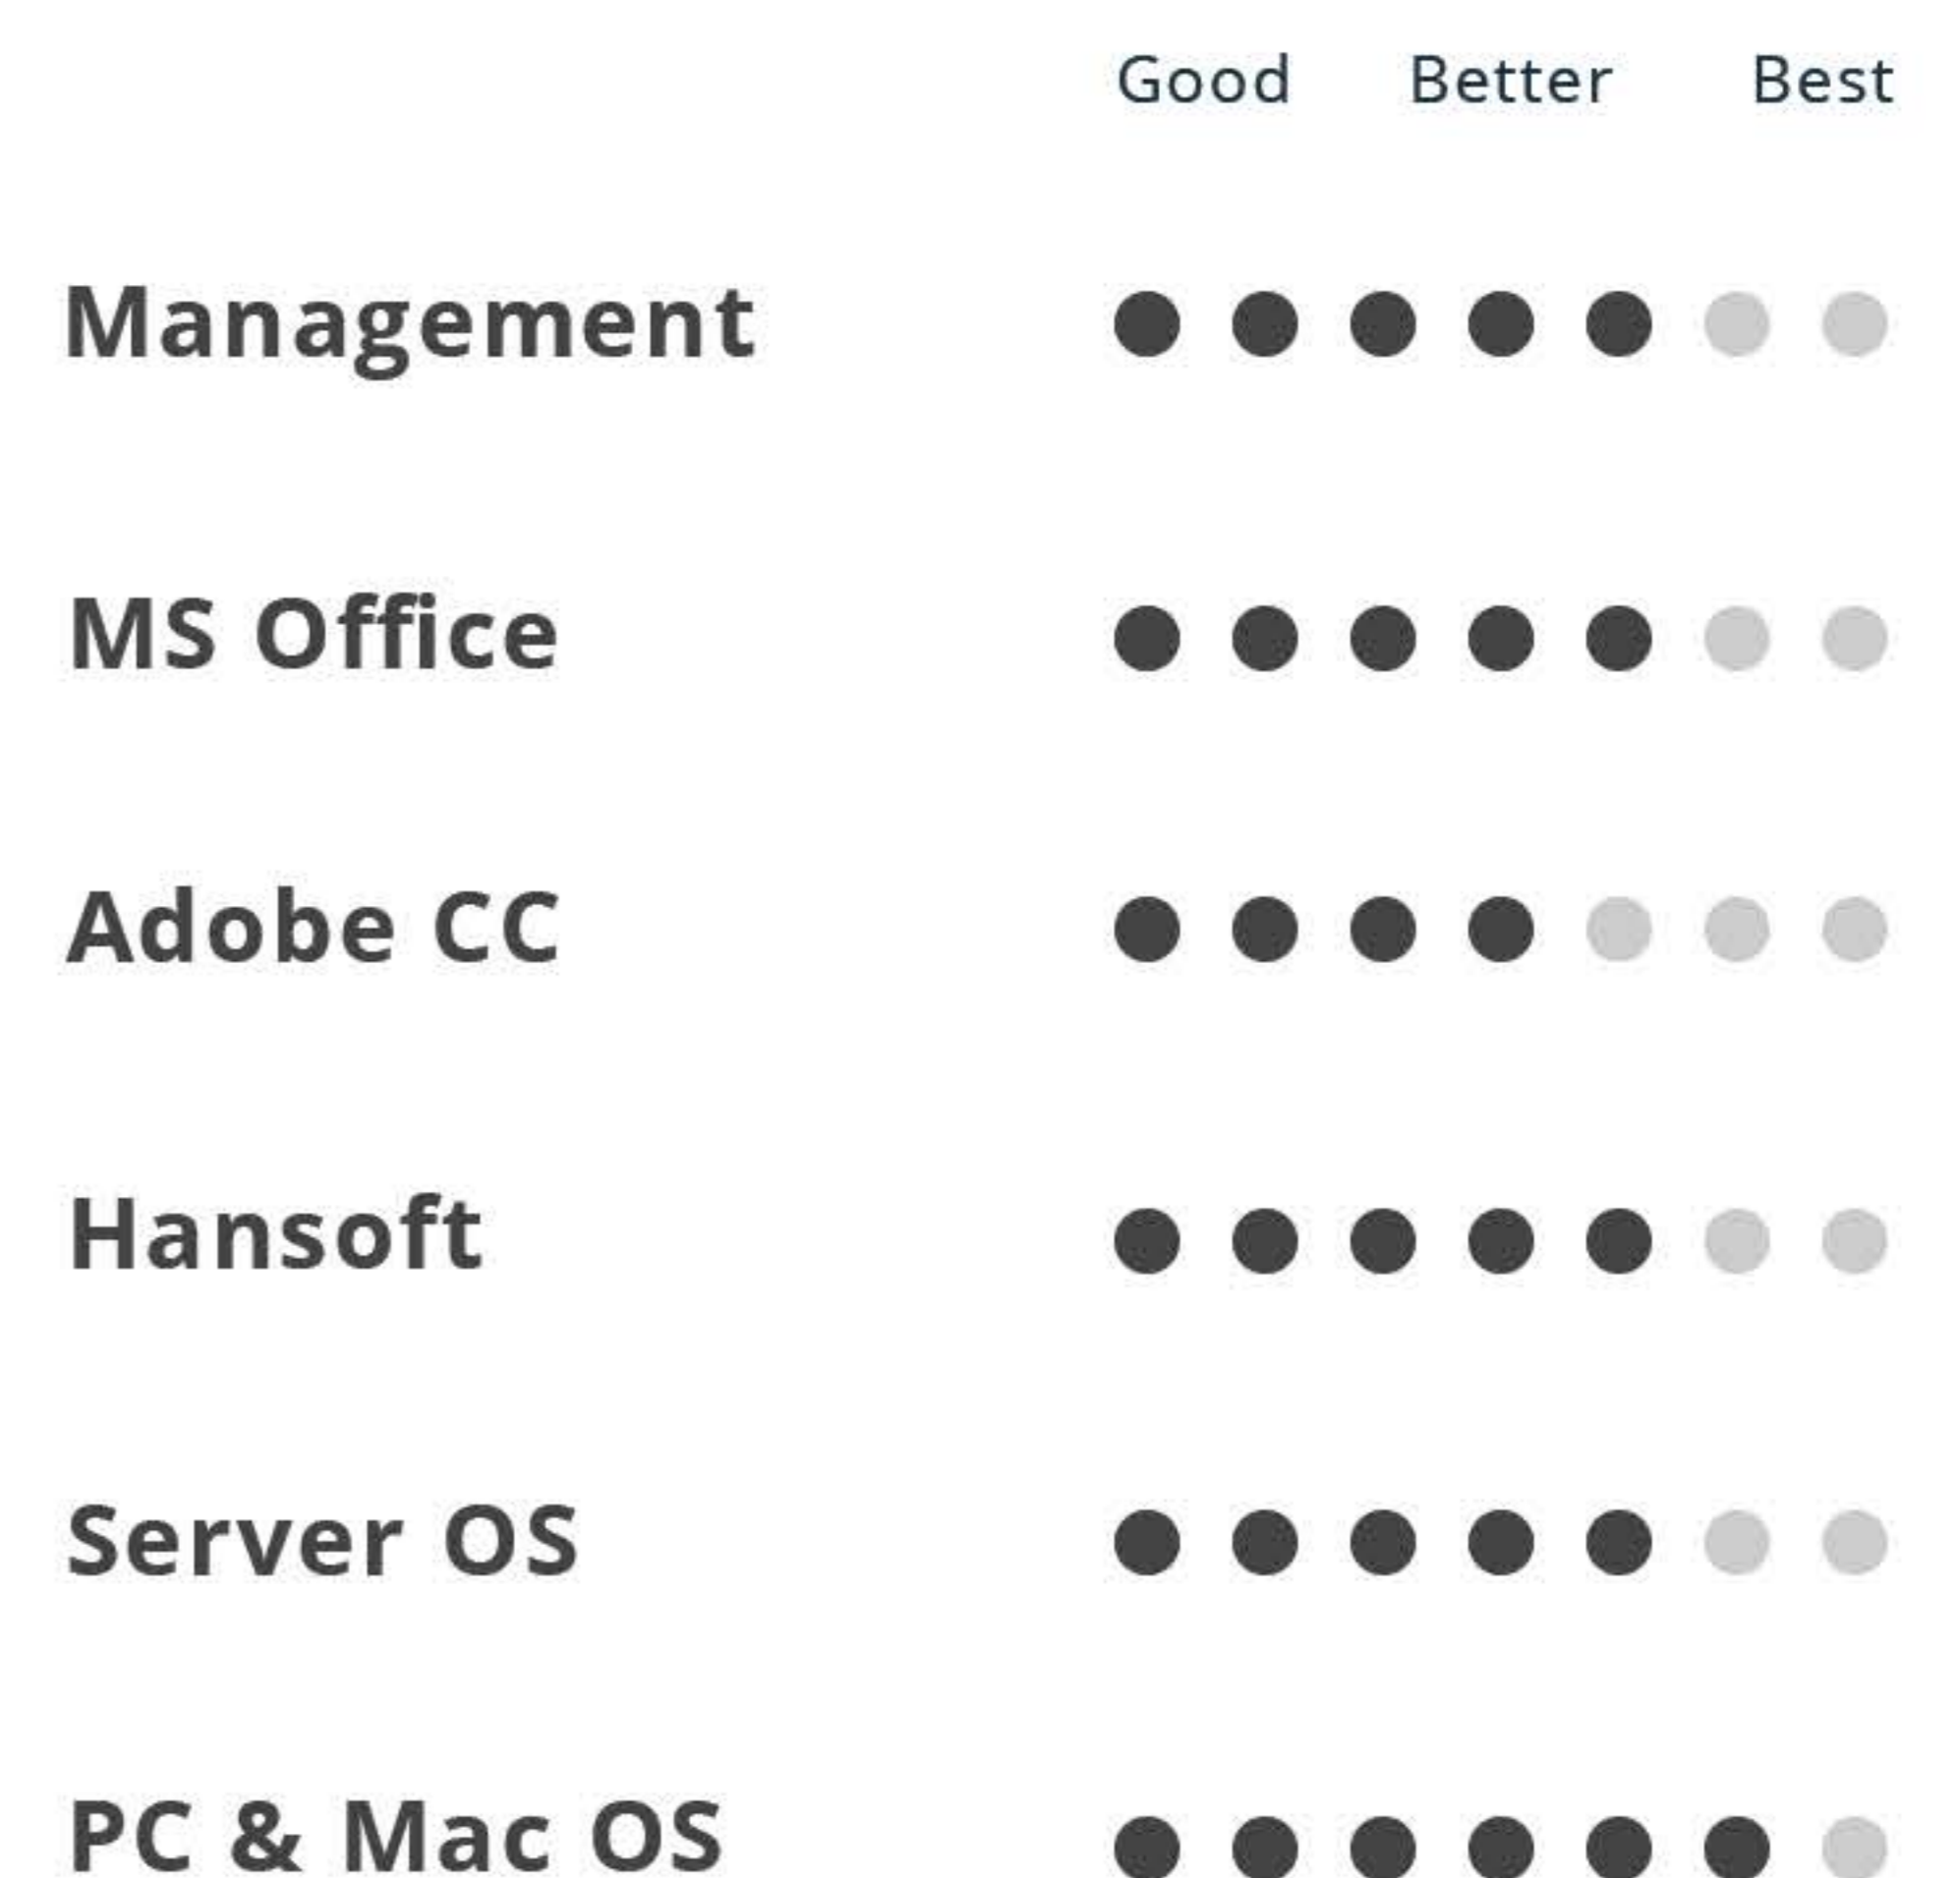 Good Better Best
Management
MS Office
Adobe CC
Hansoft
Server OS
PC & Mac OS